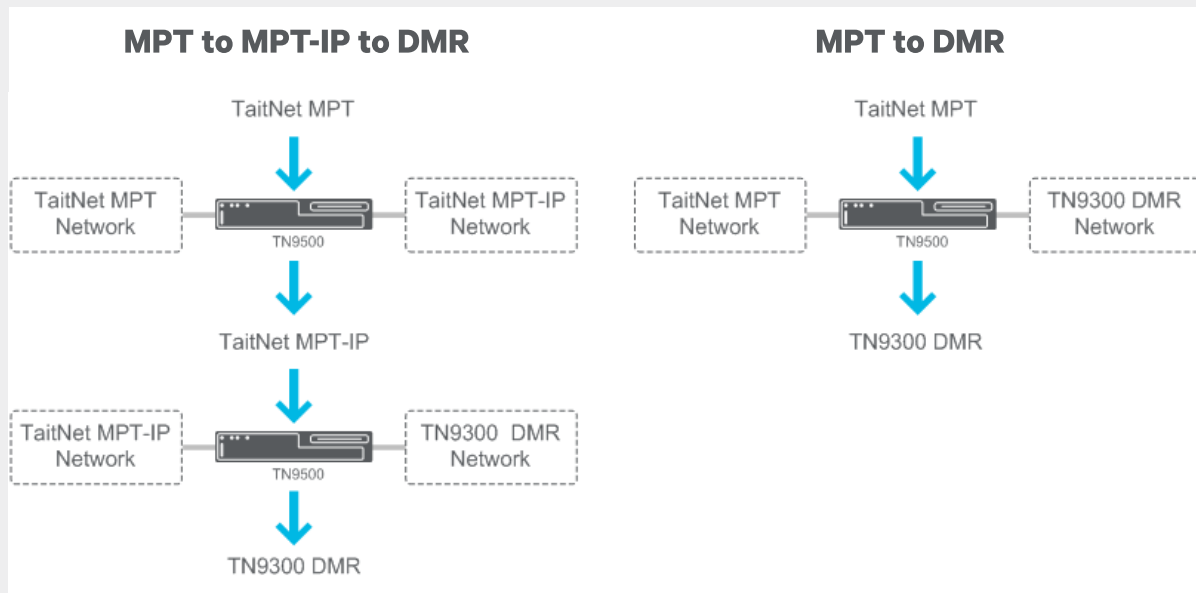 MPT to MPT-IP to DMR
TaitNet MPT
TaitNet MPT
Network
TN9500
TaitNet MPT-IP
Network
TaitNet MPT-IP
TaitNet MPT-IP
Network
TN9500
TN9300 DMR
Network
TN9300 DMR
MPT to DMR
TaitNet MPT
TaitNet MPT
Network
TN9500
TN9300 DMR
Network
TN9300 DMR